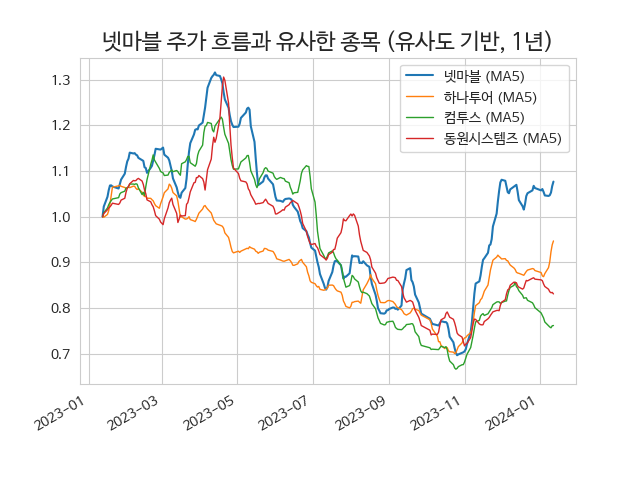 넷마블 주가 흐름과 유사한 종목 (유사도 기반, 1년)
넷마블 (MA5)
하나투어 (MA5)
컴투스 (MA5)
동원시스템즈 (MA5)
1.3
1.2
1.1
1.0
0.9
0.8
0.7
2023-01
2023-03
2023-05
2023-07
2023-09
2023-11
2024-01